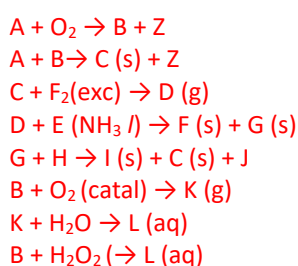 A + O₂ → B + Z
A + B→ C (s) + Z
C + F₂(exc) → D (g)
D + E (NH₃ l) → F (s) + G (s)
G + H → I (s) + C (s) + J
B + O₂ (catal) → K (g)
K + H₂O → L (aq)
B + H₂O₂ (→ L (aq)